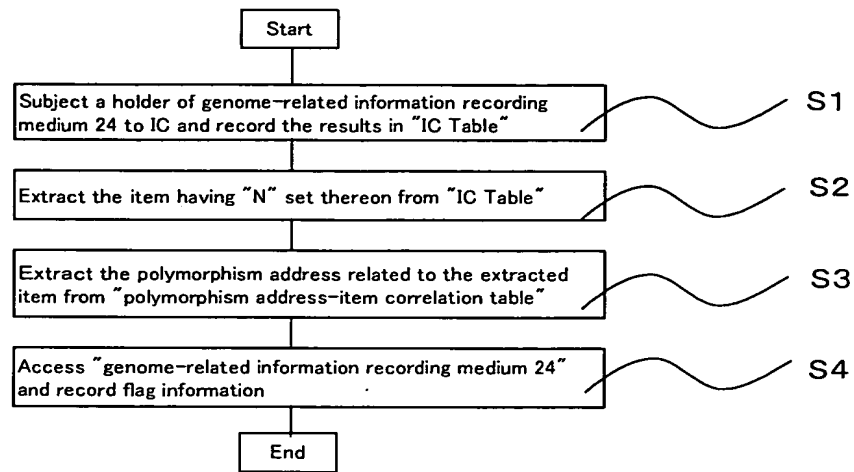 Start
Subject a holder of genome-related information recording
medium 24 to IC and record the results in "IC Table"
S1
Extract the item having "N" set thereon from "IC Table"
S2
Extract the polymorphism address related to the extracted
item from "polymorphism address-item correlation table"
S3
Access "genome-related information recording medium 24"
and record flag information
S4
End